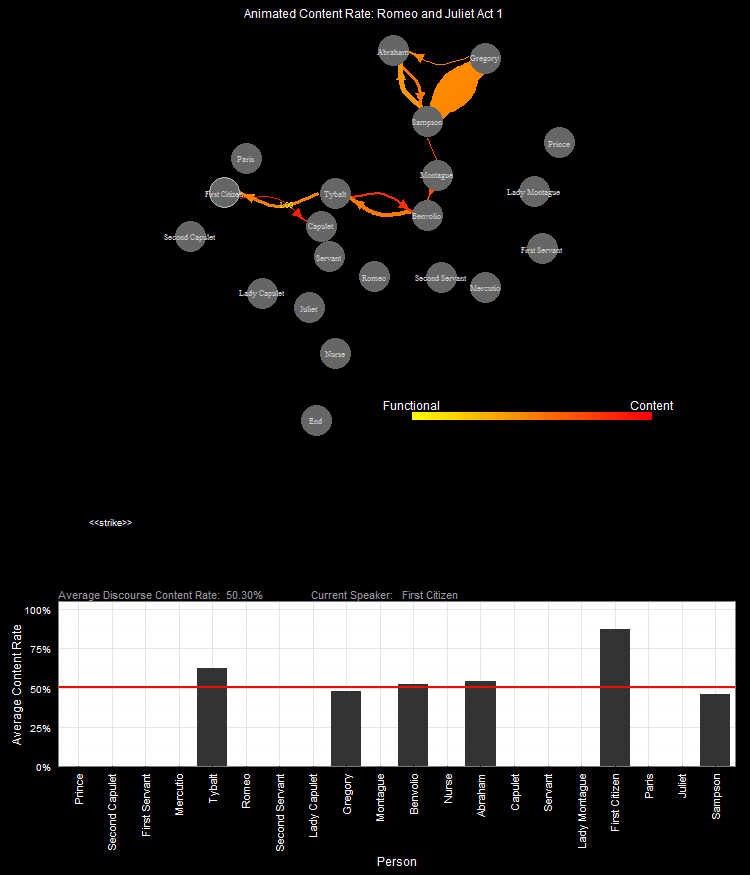 Animated Content Rate: Romeo and Juliet Act 1
Abraham
Gregory
Sampson
Prince
Paris
Montague
First Citizen
Tybalt
Lady Montague
Benvolio
Capulet
Second Capulet
First Servant
Servant
Romeo
Second Servant
Mercutio
Lady Capulet
Juliet
Nurse
Functional
Content
End
<<strike>>
Average Discourse Content Rate: 50.30%
Current Speaker: First Citizen
100%
75%
50%
25%
0%
Average Content Rate
Prince
Second Capulet
First Servant
Mercutio
Tybalt
Romeo
Second Servant
Lady Capulet
Gregory
Montague
Benvolio
Nurse
Abraham
Capulet
Servant
Lady Montague
First Citizen
Paris
Juliet
Sampson
Person